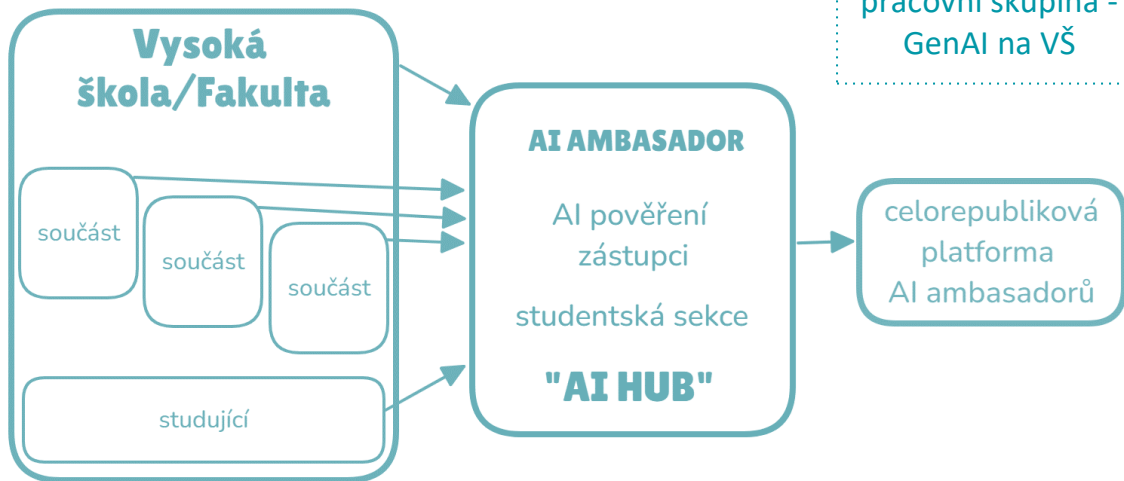 pracovní skupina -
GenAI na VŠ
Vysoká
škola/Fakulta
součást
součást
součást
studující
AI AMBASADOR
AI pověření
zástupci
studentská sekce
"AI HUB"
celorepubliková
platforma
AI ambasadorů